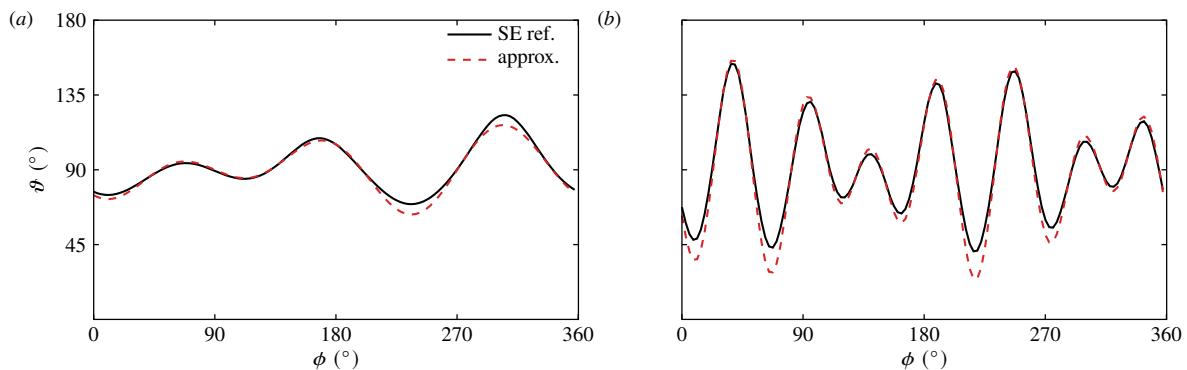 (a)
180
135
90
45
ϑ (°)
0 90 180 270 360
ϕ (°)
SE ref.
approx.
(b)
0 90 180 270 360
ϕ (°)